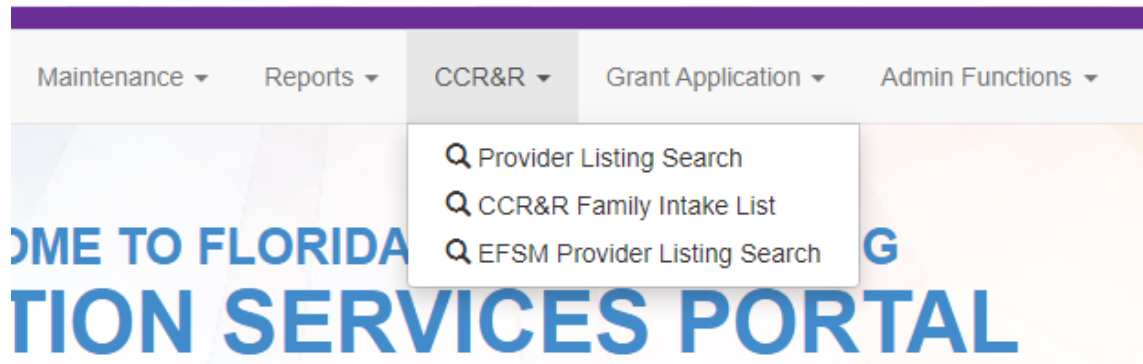 Maintenance Reports CCR&R Grant Application Admin Functions
Provider Listing Search
CCR&R Family Intake List
EFSM Provider Listing Search
OME TO FLORIDA G
TION SERVICES PORTAL